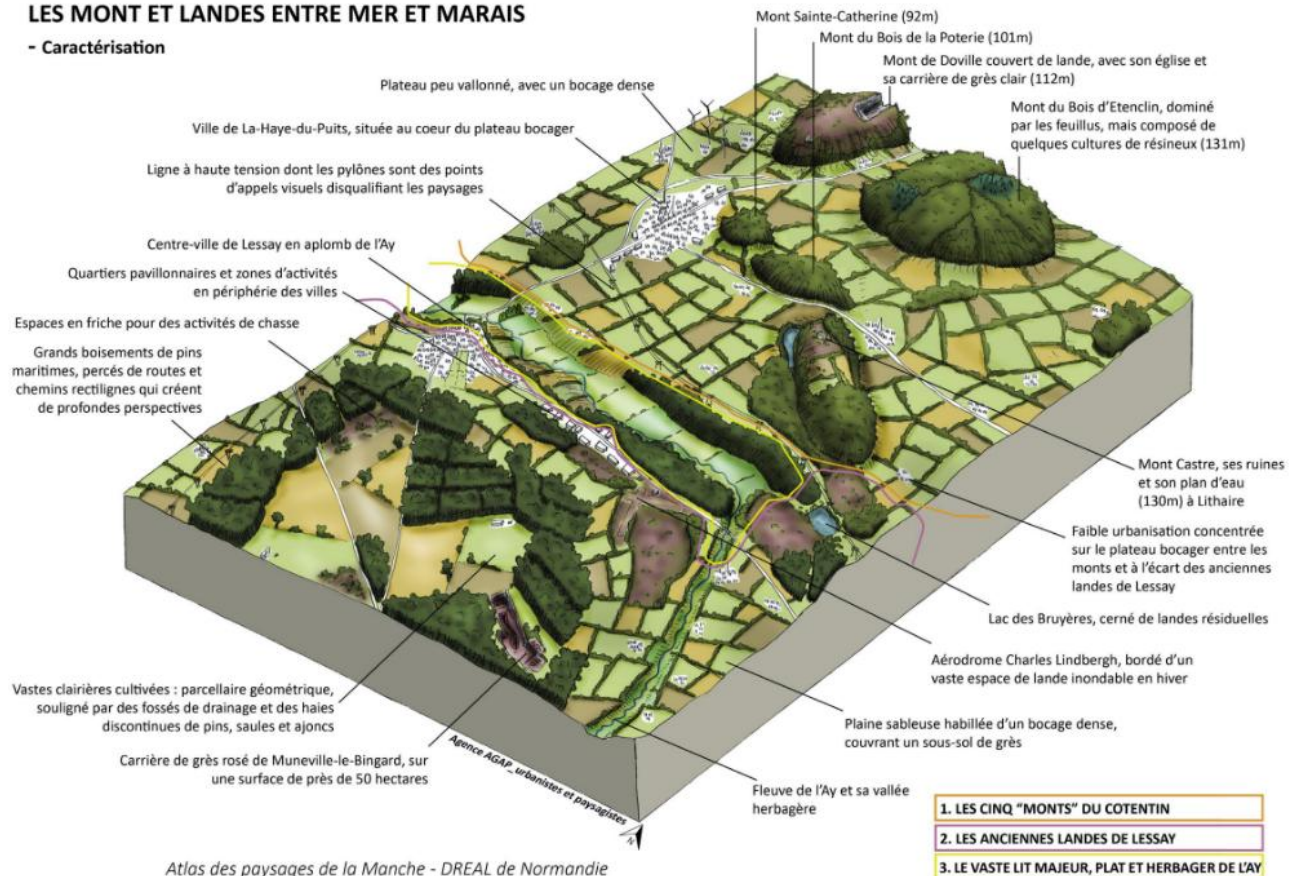 LES MONT ET LANDES ENTRE MER ET MARAIS
- Caractérisation
Mont Sainte-Catherine (92m)
Mont du Bois de la Poterie (101m)
Mont de Doville couvert de lande, avec son église et
sa carrière de grès clair (112m)
Mont du Bois d'Etenclin, dominé
par les feuillus, mais composé de
quelques cultures de résineux (131m)
Plateau peu vallonné, avec un bocage dense
Ville de La-Haye-du-Puits, située au coeur du plateau bocager
Ligne à haute tension dont les pylônes sont des points
d'appels visuels disqualifiant les paysages
Centre-ville de Lessay en aplomb de l'Ay
Quartiers pavillonnaires et zones d'activités
en périphérie des villes
Espaces en friche pour des activités de chasse
Grands boisements de pins
maritimes, percés de routes et
chemins rectilignes qui créent
de profondes perspectives
Mont Castre, ses ruines
et son plan d'eau
(130m) à Lithaire
Faible urbanisation concentrée
sur le plateau bocager entre les
monts et à l'écart des anciennes
landes de Lessay
Lac des Bruyères, cerné de landes résiduelles
Aérodrome Charles Lindbergh, bordé d'un
vaste espace de lande inondable en hiver
Plaine sableuse habillée d'un bocage dense,
couvrant un sous-sol de grès
Fleuve de l'Ay et sa vallée
herbagère
Vastes clairières cultivées : parcellaire géométrique,
souligné par des fossés de drainage et des haies
discontinues de pins, saules et ajoncs
Carrière de grès rosé de Muneville-le-Bingard, sur
une surface de près de 50 hectares
Agence AGAP_urbanistes et paysagistes
N
1. LES CINQ "MONTS" DU COTENTIN
2. LES ANCIENNES LANDES DE LESSAY
3. LE VASTE LIT MAJEUR, PLAT ET HERBAGER DE L'AY
Atlas des paysages de la Manche - DREAL de Normandie